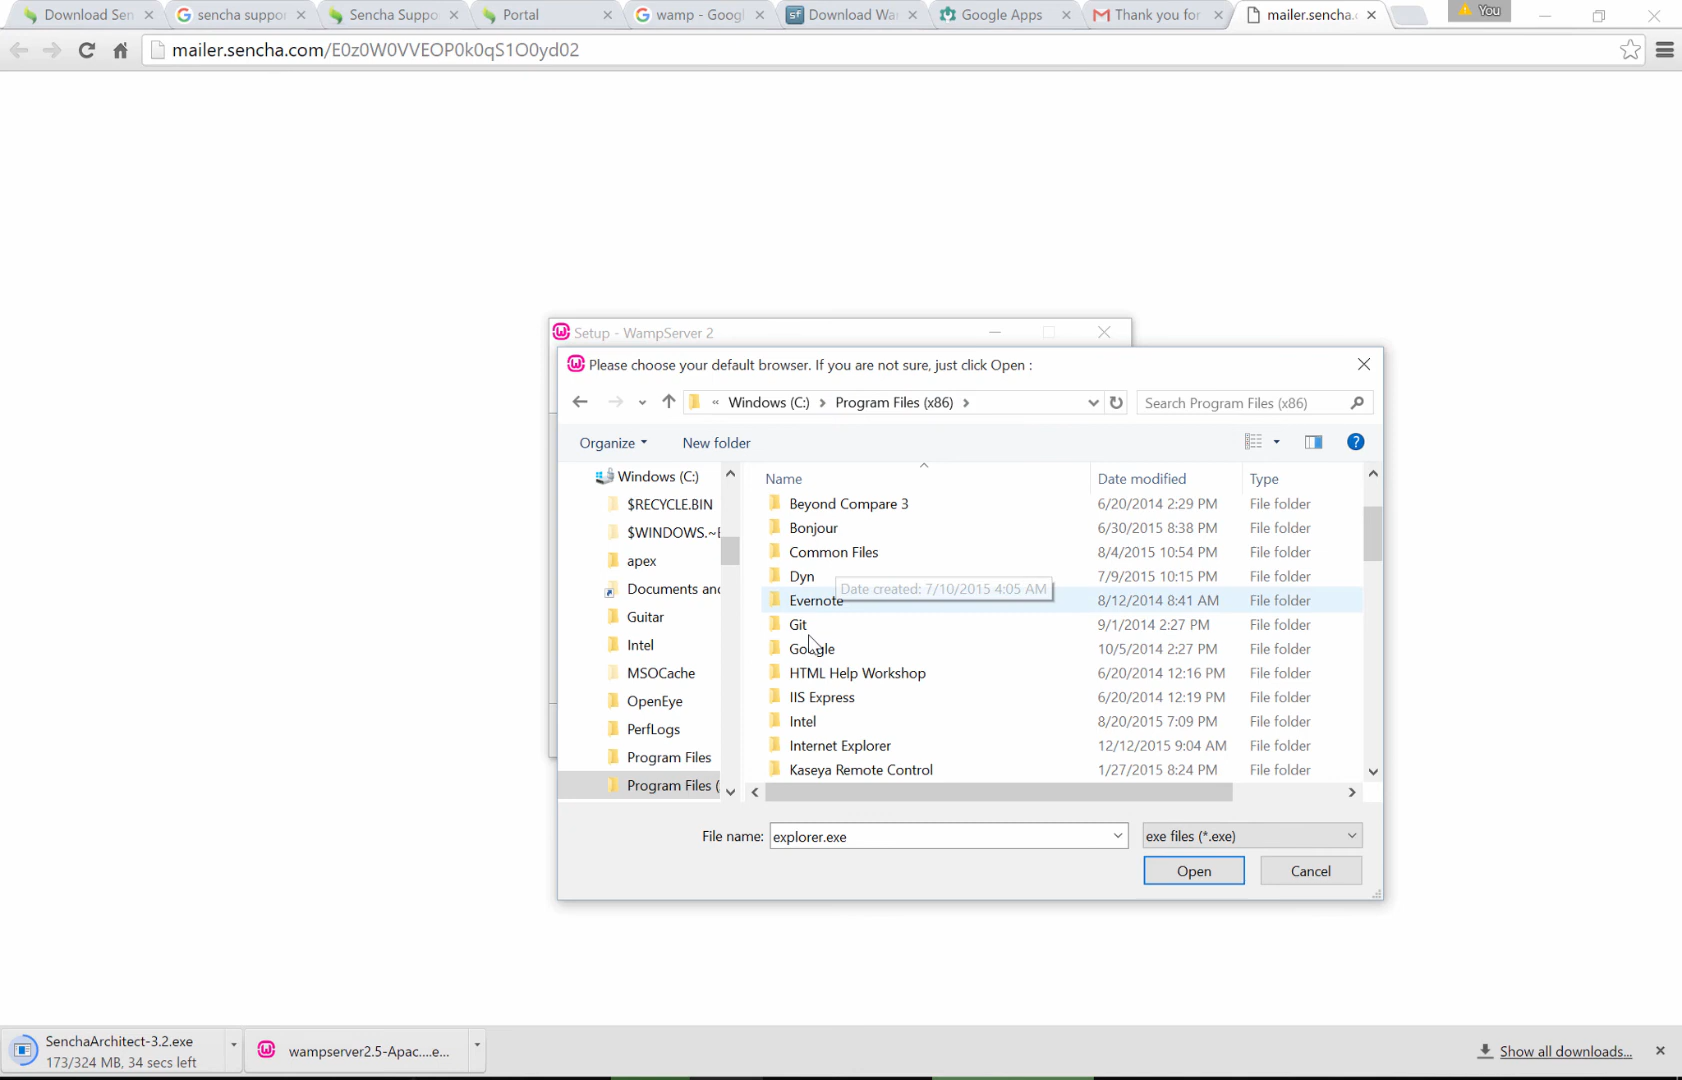 Download Sen
sencha suppor
Sencha Suppo
Portal
wamp - Googl
Download Wa
Google Apps
Thank you for
mailer.sencha.
You
mailer.sencha.com/E0z0W0VVEOP0k0qS1O0yd02
Setup - WampServer 2
Please choose your default browser. If you are not sure, just click Open :
« Windows (C:) > Program Files (x86) >
Search Program Files (x86)
Organize
New folder
Windows (C:)
$RECYCLE.BIN
$WINDOWS.~E
apex
Documents and
Guitar
Intel
MSOCache
OpenEye
PerfLogs
Program Files
Program Files (
Name Date modified Type
Beyond Compare 3 6/20/2014 2:29 PM File folder
Bonjour 6/30/2015 8:38 PM File folder
Common Files 8/4/2015 10:54 PM File folder
Dyn 7/9/2015 10:15 PM File folder
Date created: 7/10/2015 4:05 AM
Evernote 8/12/2014 8:41 AM File folder
Git 9/1/2014 2:27 PM File folder
Google 10/5/2014 2:27 PM File folder
HTML Help Workshop 6/20/2014 12:16 PM File folder
IIS Express 6/20/2014 12:19 PM File folder
Intel 8/20/2015 7:09 PM File folder
Internet Explorer 12/12/2015 9:04 AM File folder
Kaseya Remote Control 1/27/2015 8:24 PM File folder
File name: explorer.exe
exe files (*.exe)
Open
Cancel
SenchaArchitect-3.2.exe
173/324 MB, 34 secs left
wampserver2.5-Apac....e...
Show all downloads...